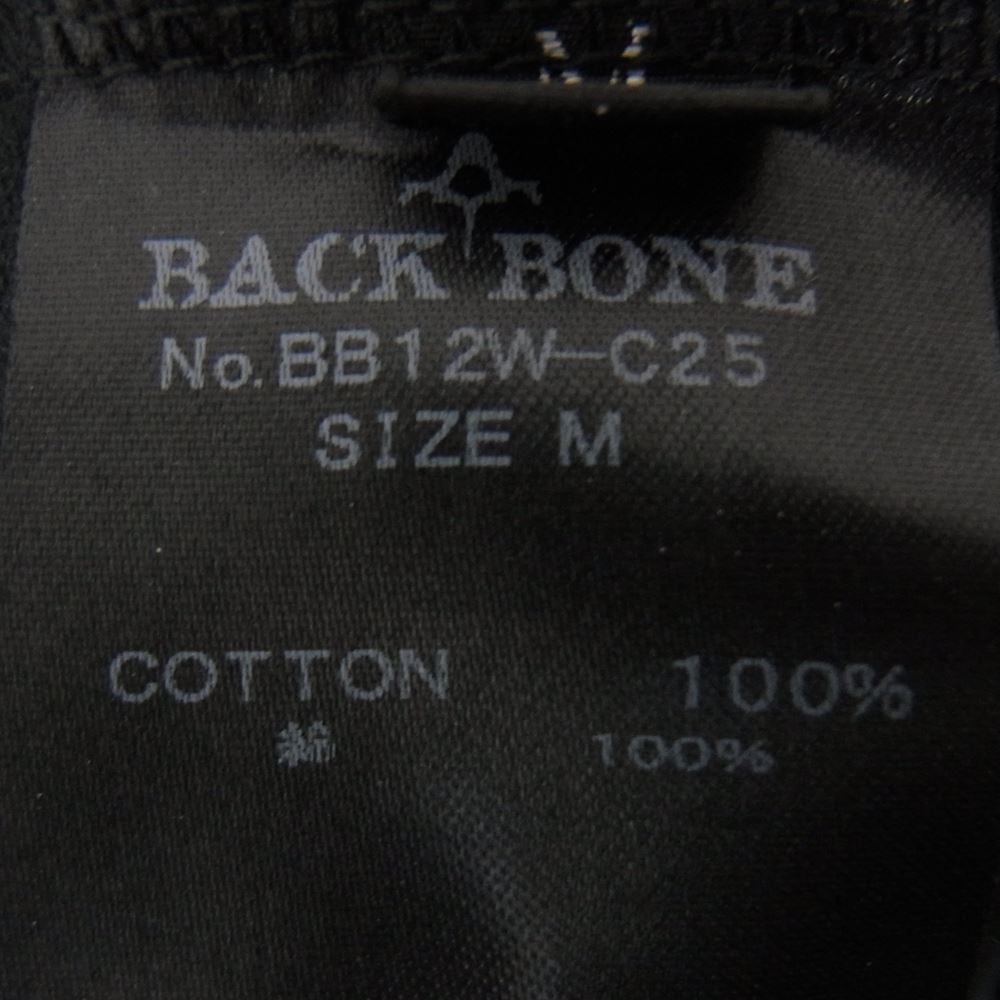 BACK BONE
No.BB12W-C25
SIZE M
COTTON 100%
綿 100%